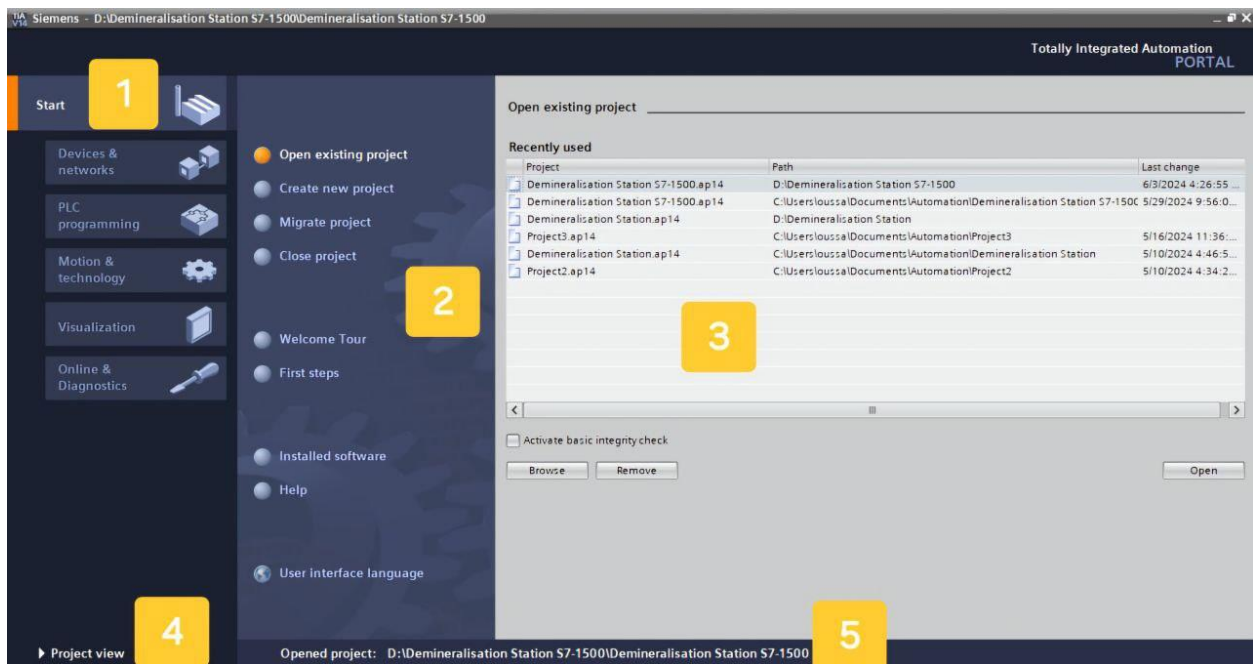 TIA V14 Siemens - D:\Demineralisation Station S7-1500\Demineralisation Station S7-1500
Totally Integrated Automation
PORTAL
Start
1
Devices &
networks
PLC
programming
Motion &
technology
Visualization
Online &
Diagnostics
4
Project view
Open existing project
Create new project
Migrate project
Close project
2
Welcome Tour
First steps
Installed software
Help
User interface language
Open existing project
Recently used
Project Path Last change
Demineralisation Station S7-1500.ap14 D:\Demineralisation Station S7-1500 6/3/2024 4:26:55 ...
Demineralisation Station S7-1500.ap14 C:\Users\oussa\Documents\Automation\Demineralisation Station S7-150C 5/29/2024 9:56:0...
Demineralisation Station.ap14 D:\Demineralisation Station
Project3.ap14 C:\Users\oussa\Documents\Automation\Project3 5/16/2024 11:36:...
Demineralisation Station.ap14 C:\Users\oussa\Documents\Automation\Demineralisation Station 5/10/2024 4:46:5...
Project2.ap14 C:\Users\oussa\Documents\Automation\Project2 5/10/2024 4:34:2...
3
Activate basic integrity check
Browse Remove Open
5
Opened project: D:\Demineralisation Station S7-1500\Demineralisation Station S7-1500